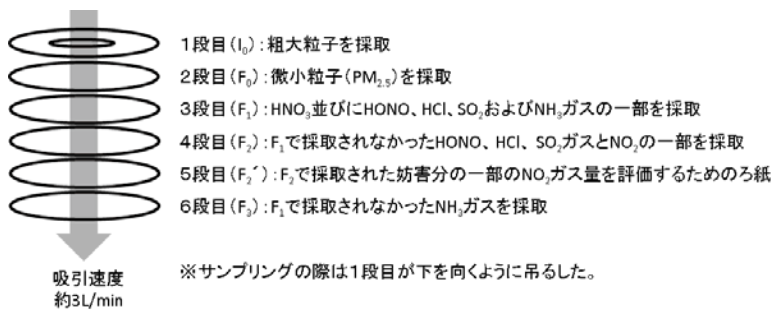 1段目(I₀):粗大粒子を採取
2段目(F₀):微小粒子(PM₂.₅)を採取
3段目(F₁):HNO₃並びにHONO、HCl、SO₂およびNH₃ガスの一部を採取
4段目(F₂):F₁で採取されなかったHONO、HCl、SO₂ガスとNO₂の一部を採取
5段目(F₂´):F₂で採取された妨害分の一部のNO₂ガス量を評価するためのろ紙
6段目(F₃):F₁で採取されなかったNH₃ガスを採取
吸引速度
約3L/min
※サンプリングの際は1段目が下を向くように吊るした。